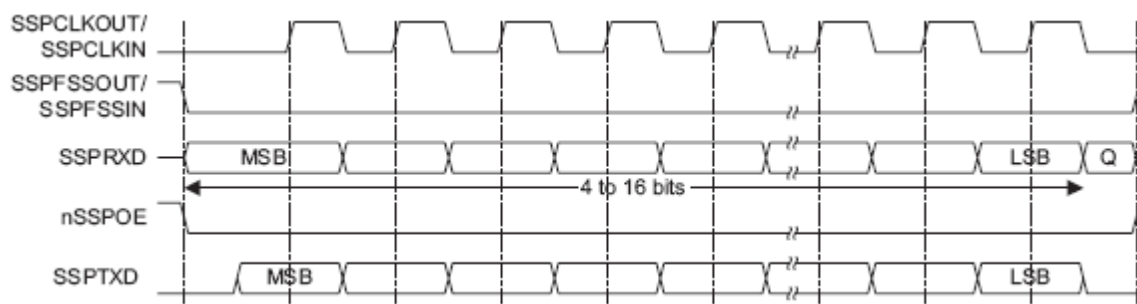 SSPCLKOUT/
SSPCLKIN
SSPFSSOUT/
SSPFSSIN
SSPRXD MSB LSB Q
4 to 16 bits
nSSPOE
SSPTXD MSB LSB